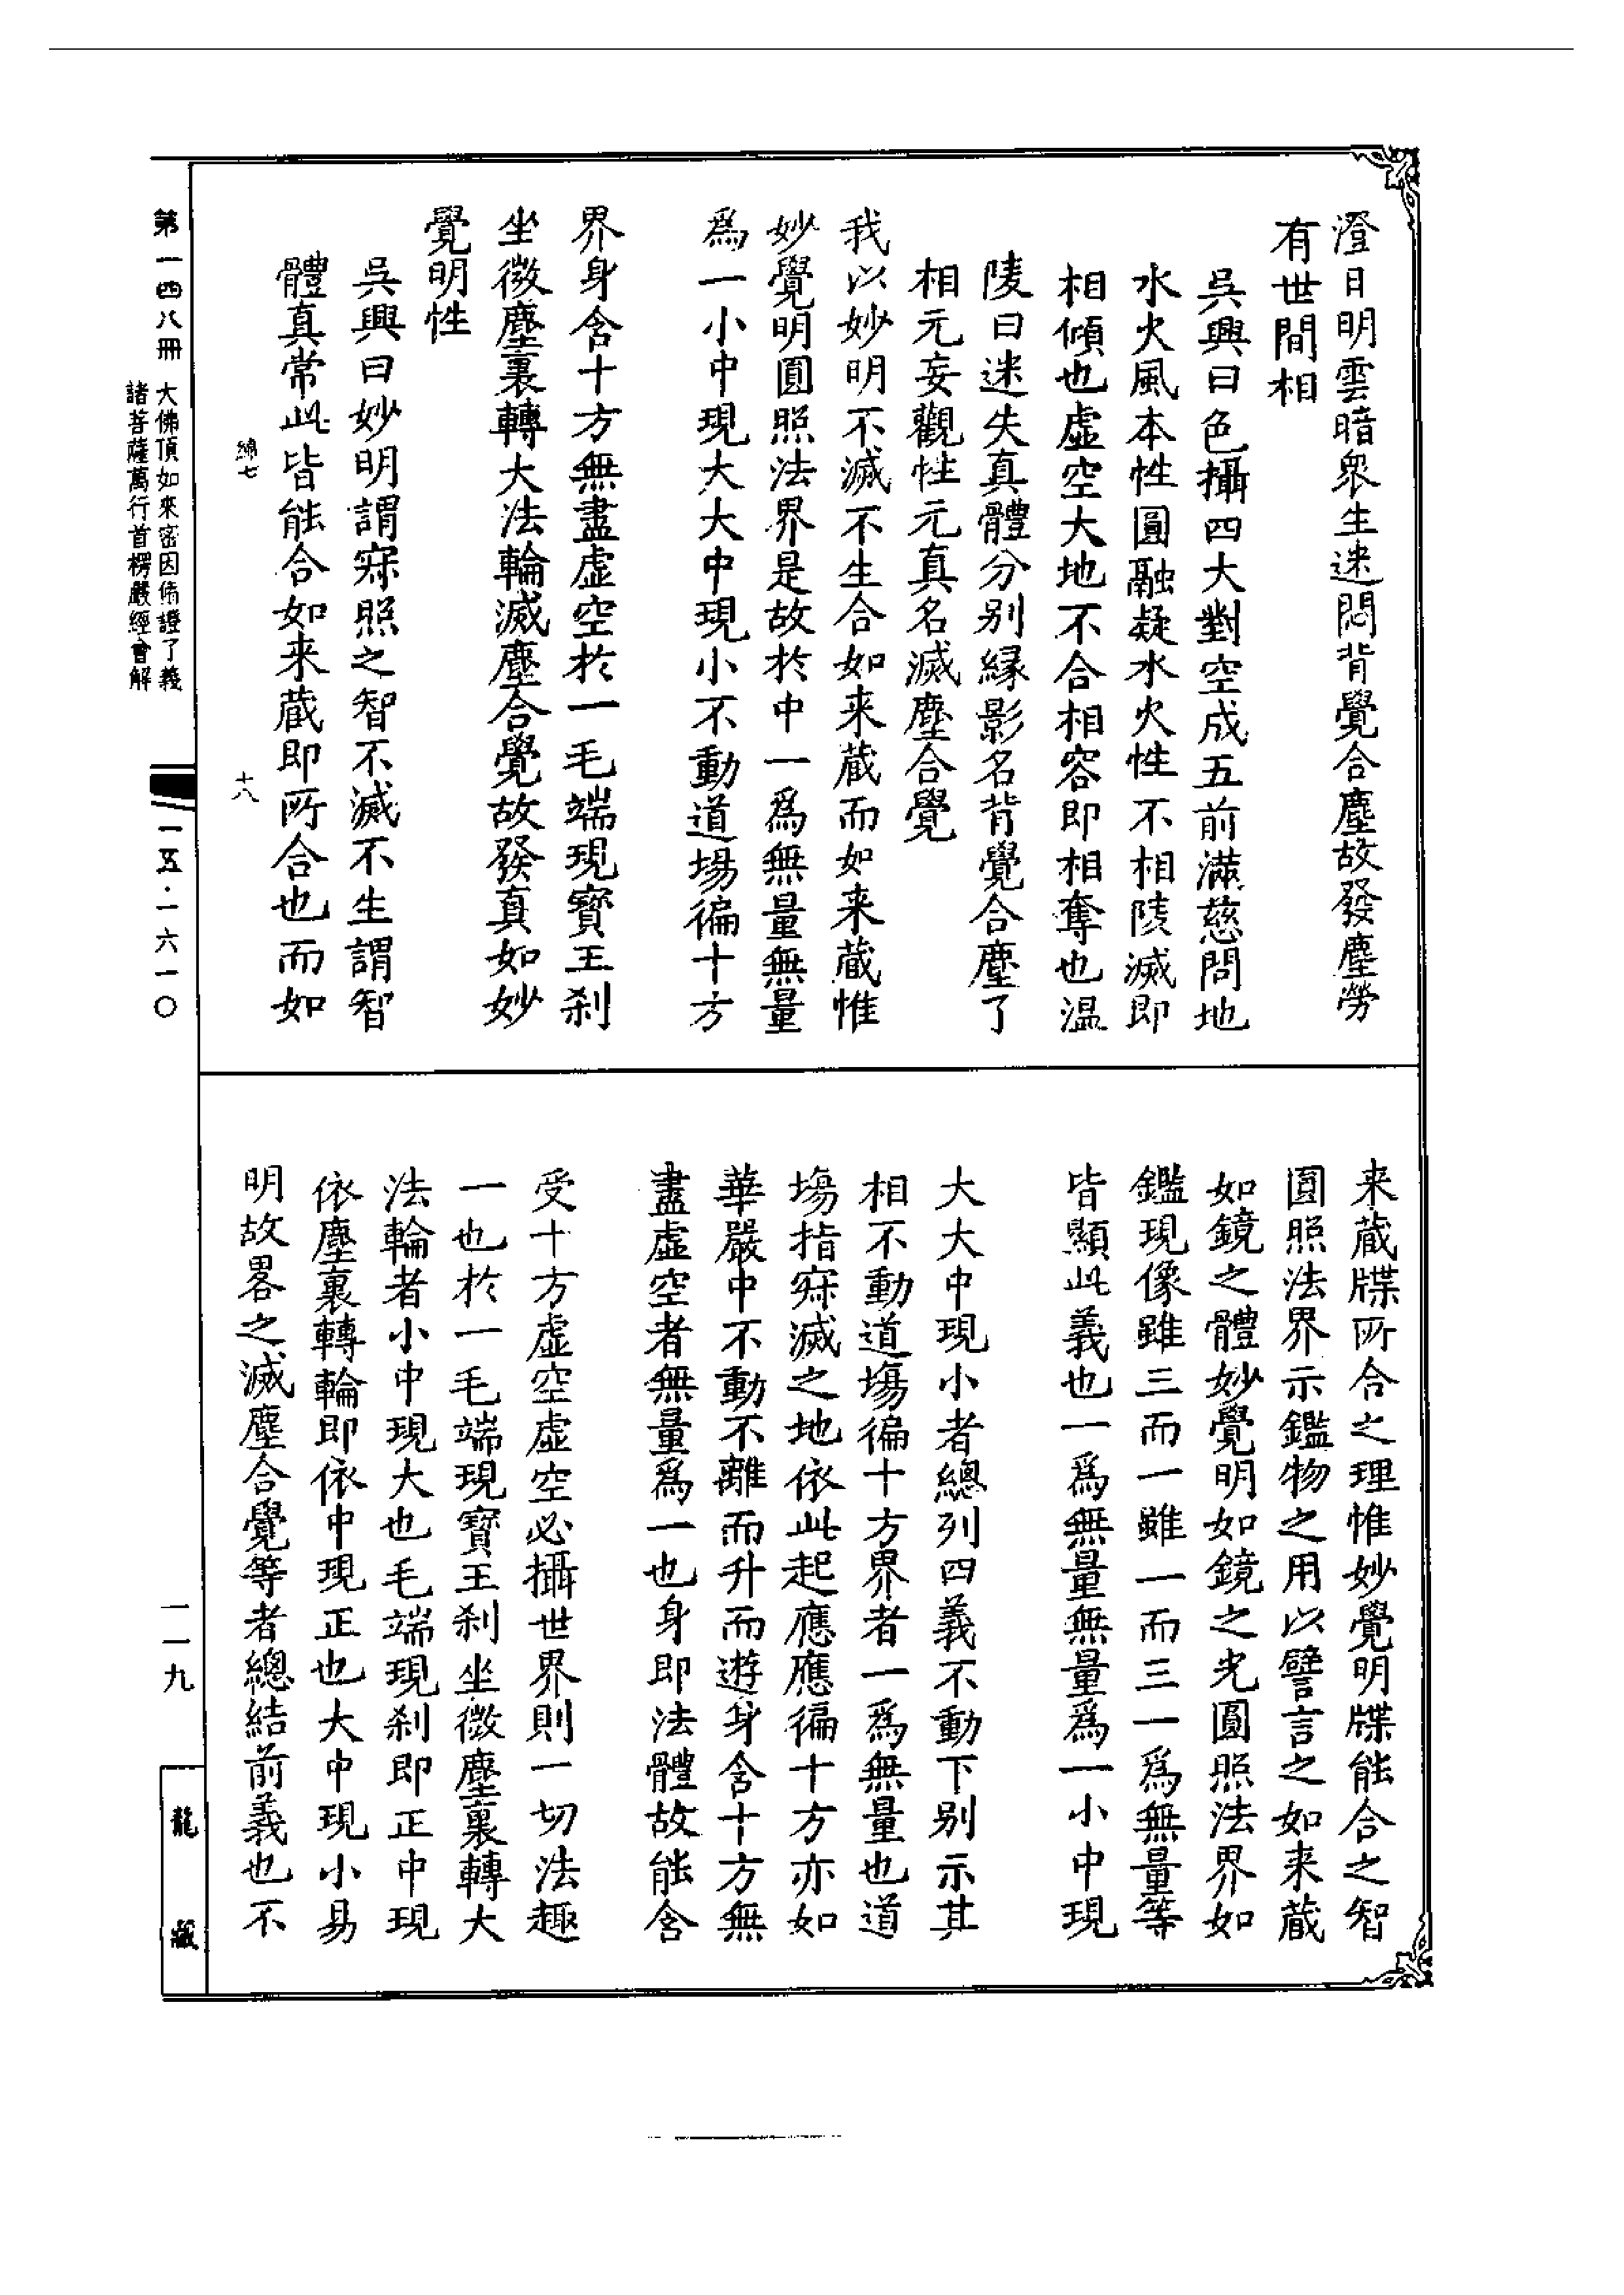 澄日明雲暗衆生迷悶背覺合塵故發塵勞
有世間相
吳興曰色攝四大對空成五前滿慈問地
水火風本性圓融疑水火性不相陵滅即
相傾也虛空大地不合相容即相奪也温
陵曰迷失真體分別緣影名背覺合塵了
相元妄觀性元真名滅塵合覺
我以妙明不滅不生合如来蔵而如来蔵惟
妙覺明圓照法界是故於中一爲無量無量
爲一小中現大大中現小不動道場徧十方
界身含十方無盡虛空於一毛端現寶王刹
坐微塵裏轉大法輪滅塵合覺故發真如妙
覺明性
吳興曰妙明謂寂照之智不滅不生謂智
體真常此皆能合如来蔵即所合也而如
来蔵牒所合之理惟妙覺明牒能合之智
圓照法界示鑑物之用以譬言之如来蔵
如鏡之體妙覺明如鏡之光圓照法界如
鑑現像雖三而一雖一而三一爲無量等
皆顯此義也一爲無量無量爲一小中現
大大中現小者總列四義不動下別示其
相不動道場徧十方界者一爲無量也道
場指寂滅之地依此起應應徧十方亦如
華嚴中不動不離而升而遊身含十方無
盡虛空者無量爲一也身即法體故能含
受十方虛空虛空必攝世界則一切法趣
一也於一毛端現寶王刹坐微塵裏轉大
法輪者小中現大也毛端現刹即正中現
依塵裏轉輪即依中現正也大中現小易
明故畧之滅塵合覺等者總結前義也不
綿七
十八
第一四八冊
大佛頂如來密因脩證了義
諸菩薩萬行首楞嚴經會解
一五·一六一〇
一一九
龍藏